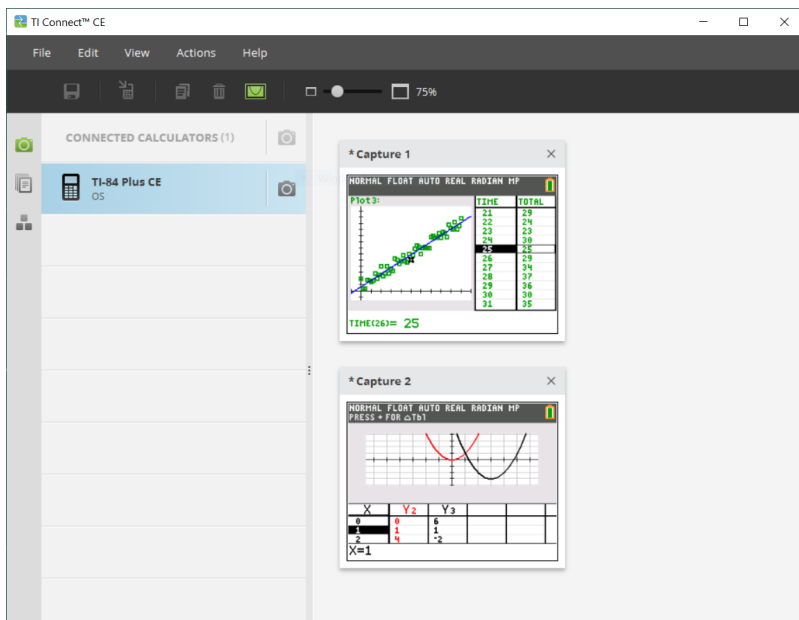 TI Connect™ CE
File Edit View Actions Help
75%
CONNECTED CALCULATORS (1)
TI-84 Plus CE
OS
*Capture 1
NORMAL FLOAT AUTO REAL RADIAN MP
Plot3:
TIME TOTAL
21 29
22 24
23 23
24 30
25 25
26 29
27 34
28 37
29 36
30 30
31 35
TIME(26)= 25
*Capture 2
NORMAL FLOAT AUTO REAL RADIAN MP
PRESS + FOR △Tbl
X Y2 Y3
0 0 6
1 1 1
2 4 -2
X=1